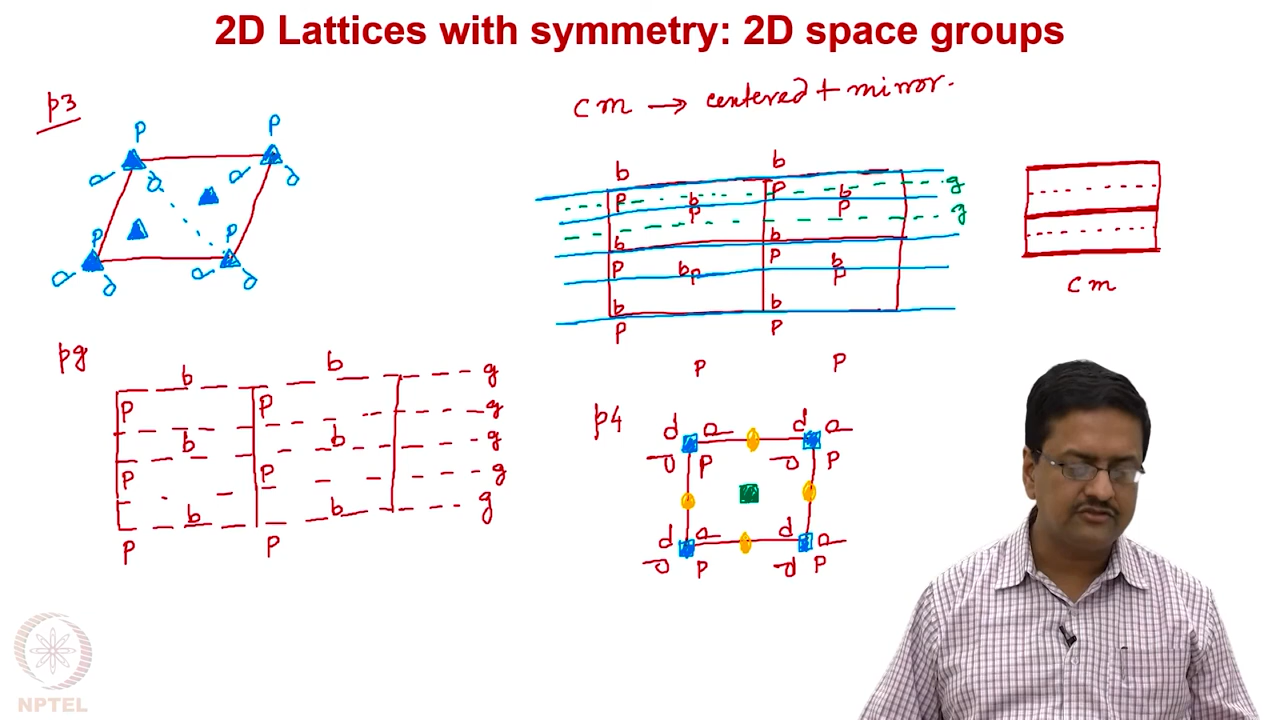 2D Lattices with symmetry: 2D space groups
p3
P P
P P
cm → centered + mirror.
b b
P P b b g
P P g
b b
P P b b
P P
b b
P P
P P
cm
pg
b b g
P P g
b b g
P P g
b b g
P P
p4
d d
P P
d d
P P
NPTEL